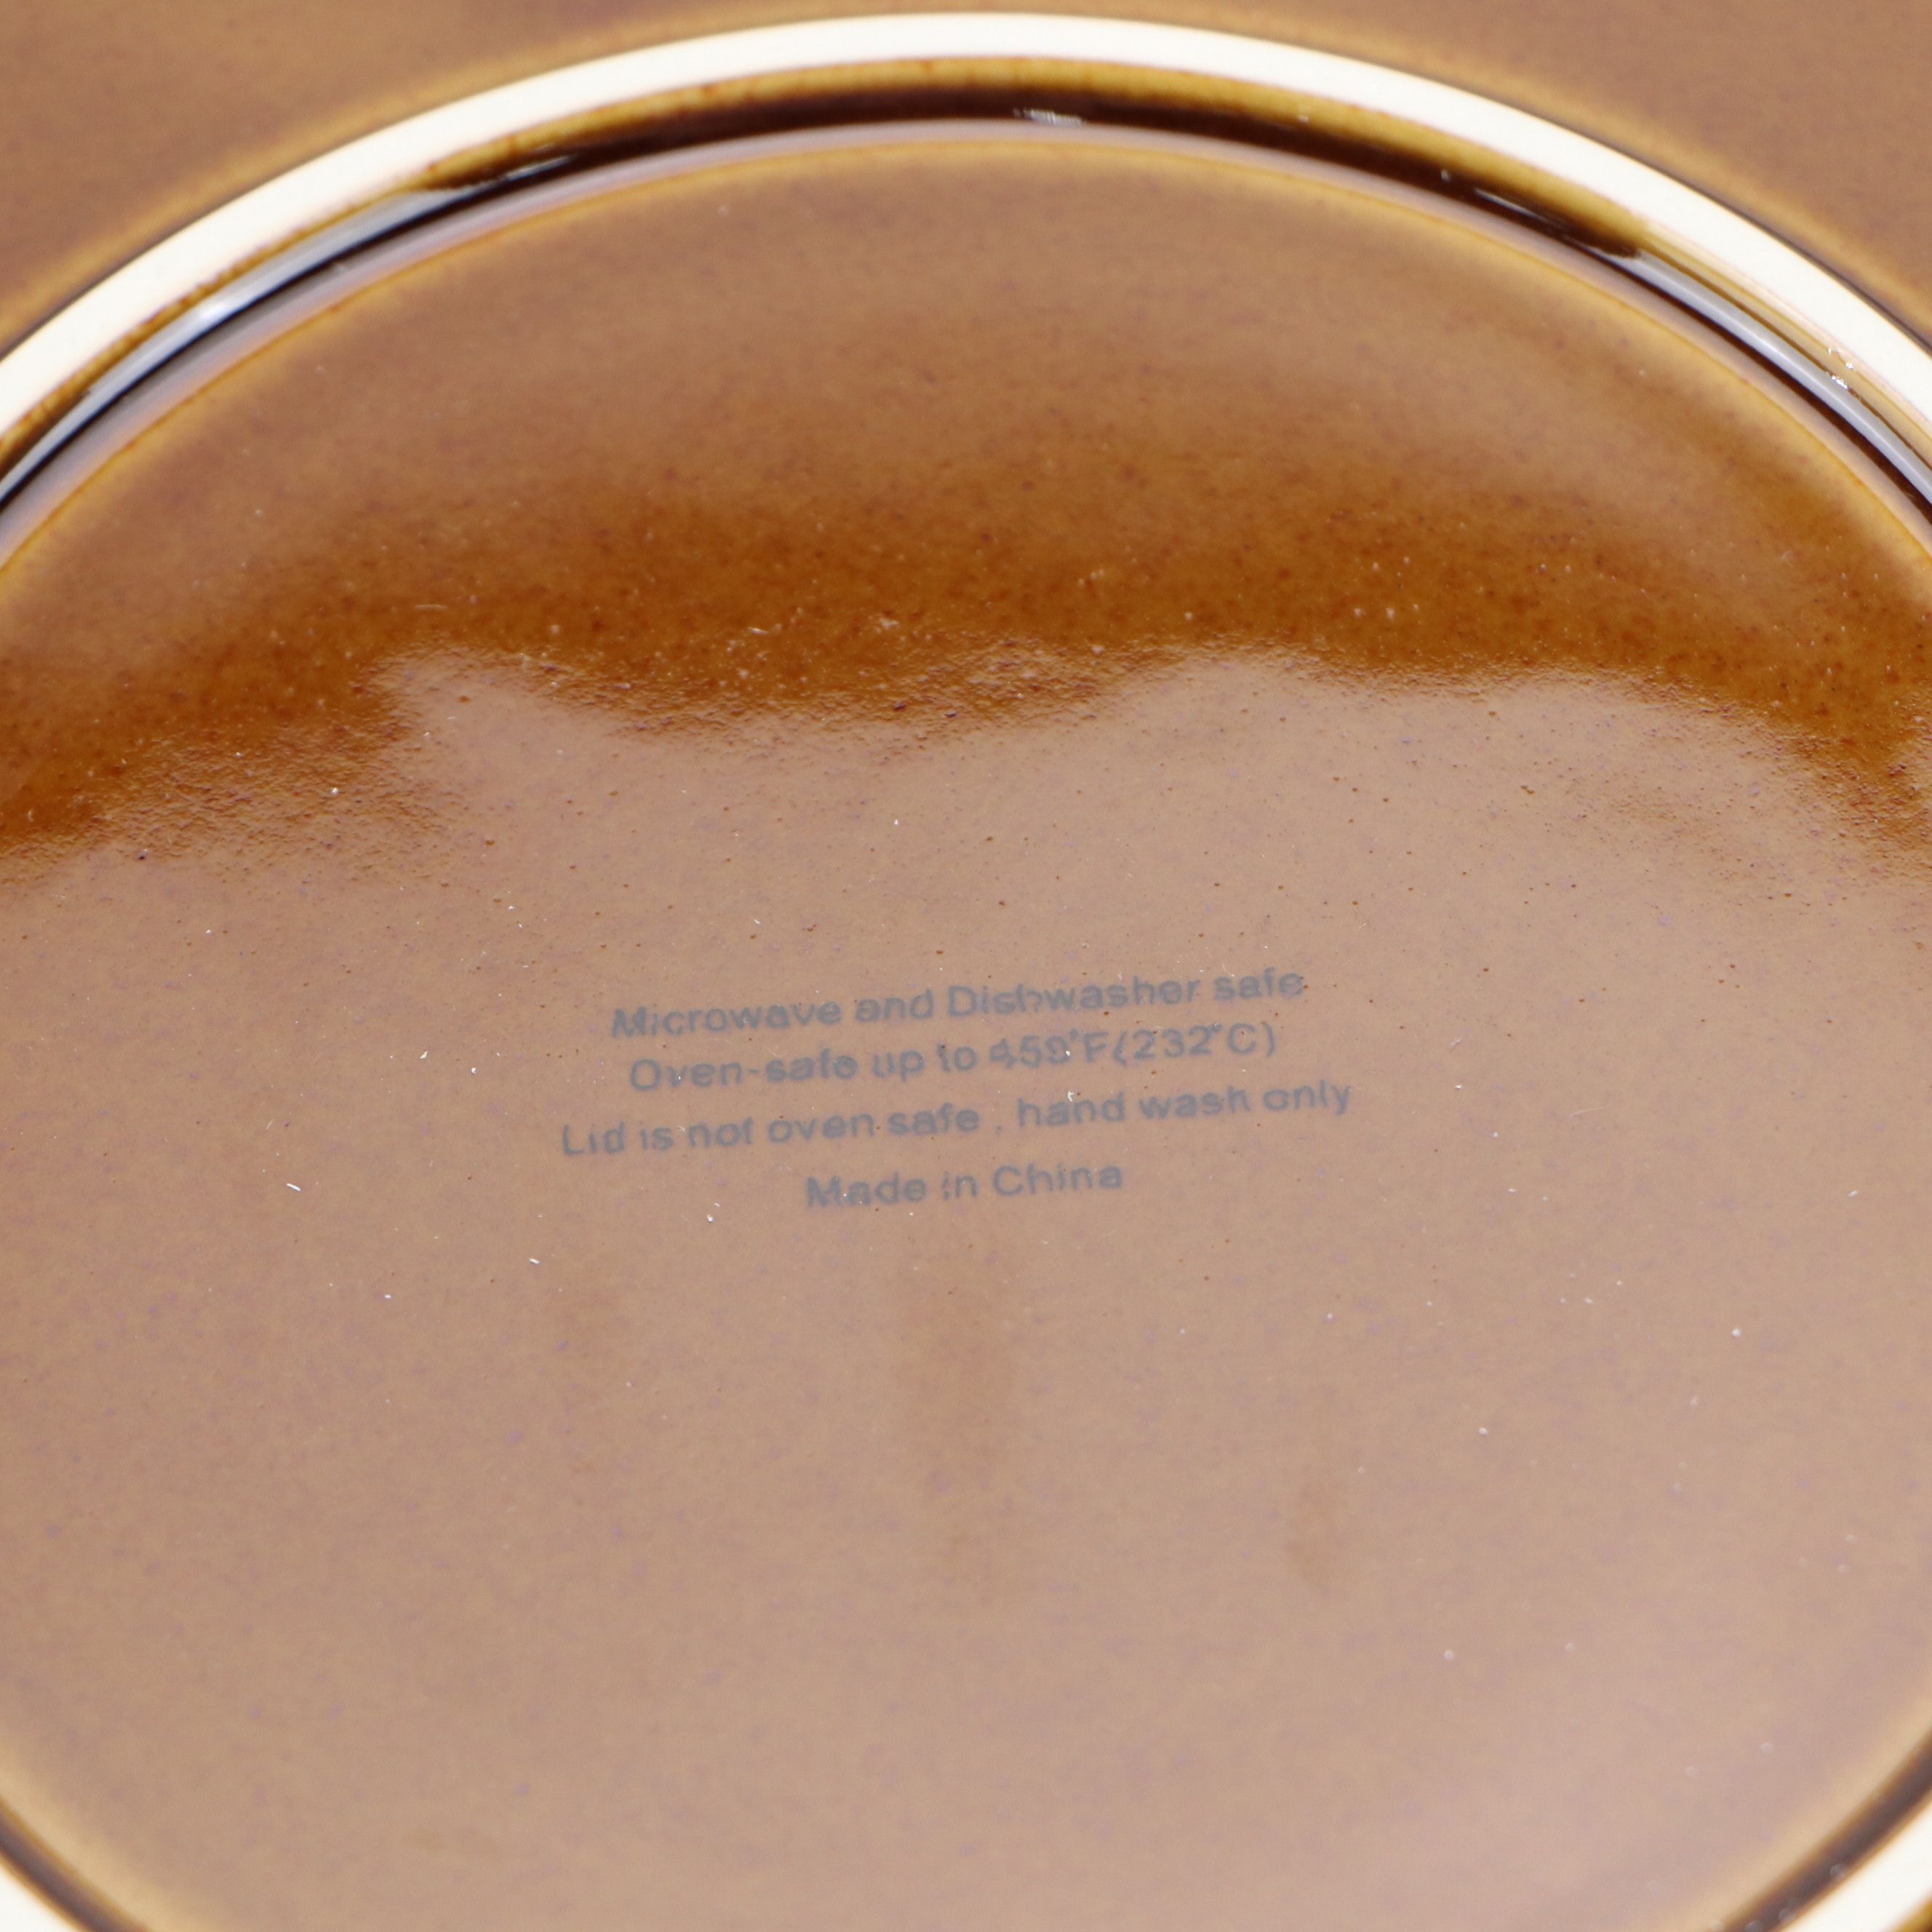 Microwave and Dishwasher safe
Oven-safe up to 450°F(232°C)
Lid is not oven safe . hand wash only
Made in China